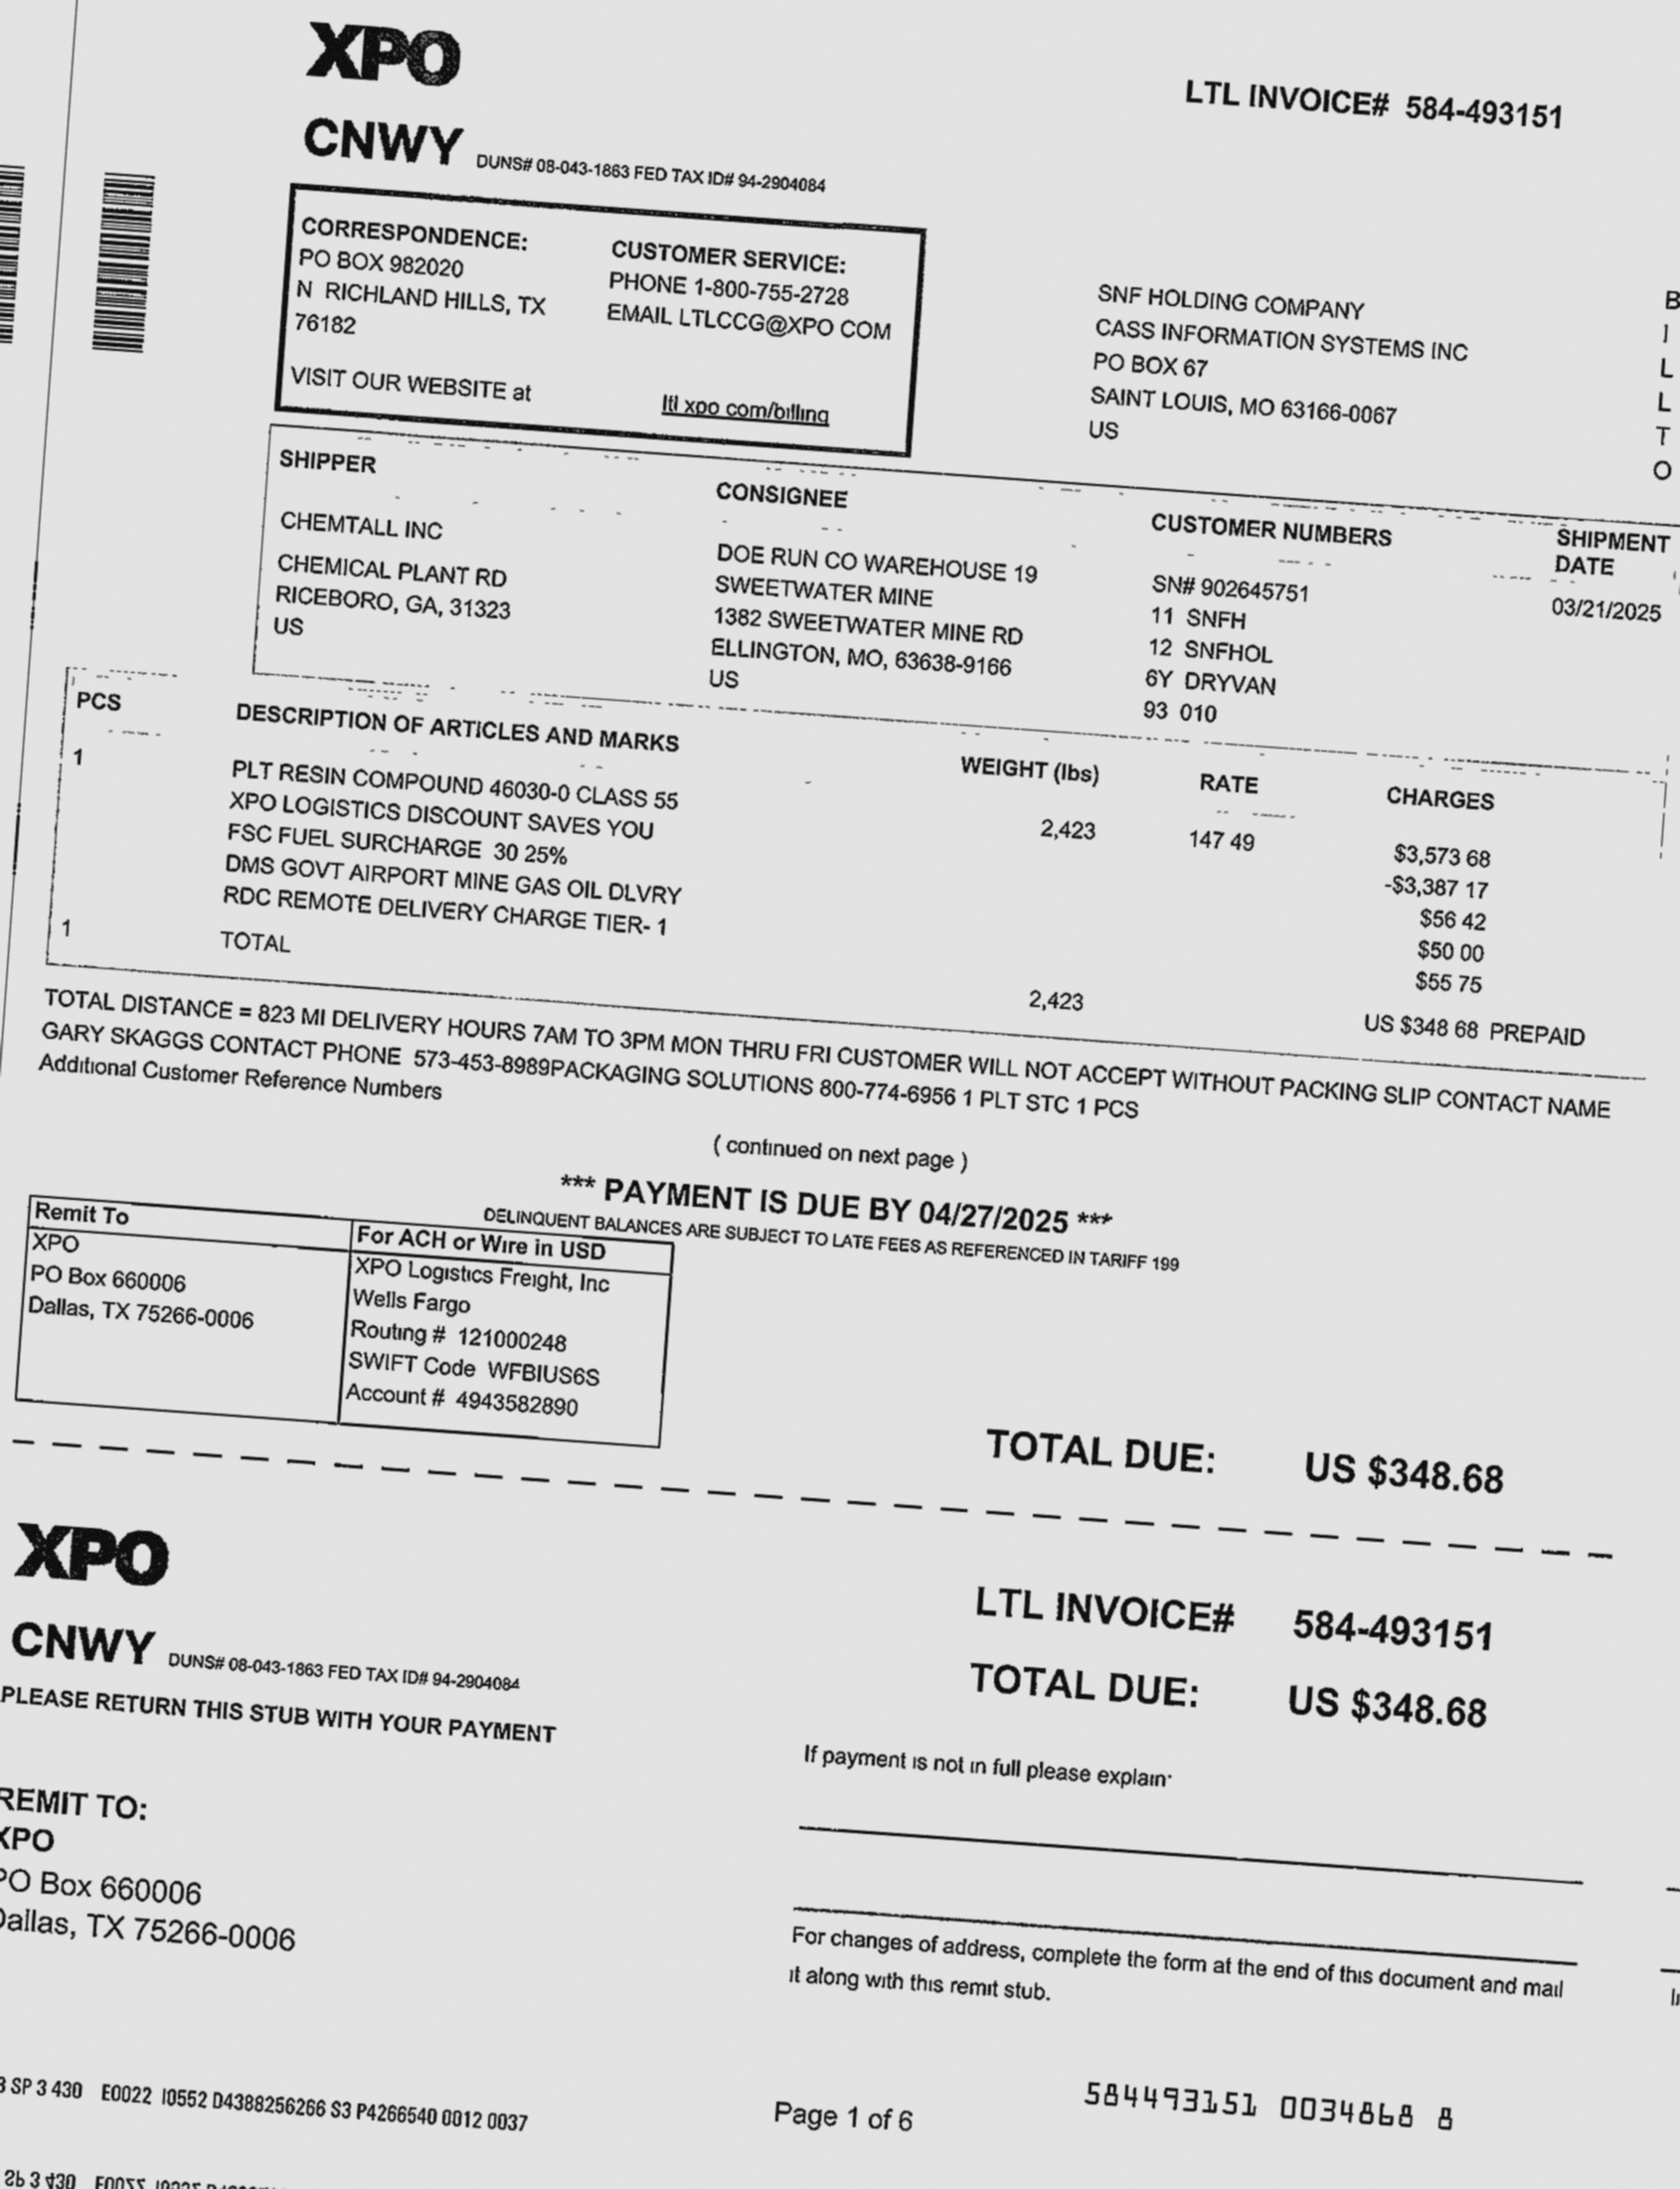 XPO
LTL INVOICE# 584-493151
CNWY DUNS# 08-043-1863 FED TAX ID# 94-2904084
CORRESPONDENCE:
PO BOX 982020
N RICHLAND HILLS, TX
76182
VISIT OUR WEBSITE at
CUSTOMER SERVICE:
PHONE 1-800-755-2728
EMAIL LTLCCG@XPO COM
ltl xpo com/billing
SNF HOLDING COMPANY
CASS INFORMATION SYSTEMS INC
PO BOX 67
SAINT LOUIS, MO 63166-0067
US
B
I
L
L
T
O
SHIPPER
CHEMTALL INC
CHEMICAL PLANT RD
RICEBORO, GA, 31323
US
CONSIGNEE
DOE RUN CO WAREHOUSE 19
SWEETWATER MINE
1382 SWEETWATER MINE RD
ELLINGTON, MO, 63638-9166
US
CUSTOMER NUMBERS
SN# 902645751
11 SNFH
12 SNFHOL
6Y DRYVAN
93 010
SHIPMENT
DATE
03/21/2025
PCS DESCRIPTION OF ARTICLES AND MARKS WEIGHT (lbs) RATE CHARGES
1 PLT RESIN COMPOUND 46030-0 CLASS 55 2,423 147 49 $3,573 68
XPO LOGISTICS DISCOUNT SAVES YOU -$3,387 17
FSC FUEL SURCHARGE 30 25% $56 42
DMS GOVT AIRPORT MINE GAS OIL DLVRY $50 00
RDC REMOTE DELIVERY CHARGE TIER- 1 $55 75
1 TOTAL 2,423 US $348 68 PREPAID
TOTAL DISTANCE = 823 MI DELIVERY HOURS 7AM TO 3PM MON THRU FRI CUSTOMER WILL NOT ACCEPT WITHOUT PACKING SLIP CONTACT NAME
GARY SKAGGS CONTACT PHONE 573-453-8989PACKAGING SOLUTIONS 800-774-6956 1 PLT STC 1 PCS
Additional Customer Reference Numbers
( continued on next page )
*** PAYMENT IS DUE BY 04/27/2025 ***
DELINQUENT BALANCES ARE SUBJECT TO LATE FEES AS REFERENCED IN TARIFF 199
Remit To
XPO
PO Box 660006
Dallas, TX 75266-0006
For ACH or Wire in USD
XPO Logistics Freight, Inc
Wells Fargo
Routing # 121000248
SWIFT Code WFBIUS6S
Account # 4943582890
TOTAL DUE: US $348.68
XPO
CNWY DUNS# 08-043-1863 FED TAX ID# 94-2904084
PLEASE RETURN THIS STUB WITH YOUR PAYMENT
LTL INVOICE# 584-493151
TOTAL DUE: US $348.68
REMIT TO:
XPO
PO Box 660006
Dallas, TX 75266-0006
If payment is not in full please explain:
For changes of address, complete the form at the end of this document and mail
it along with this remit stub.
SP 3 430 E0022 I0552 D4388256266 S3 P4266540 0012 0037
Page 1 of 6
584493151 0034868 8
SP 3 430